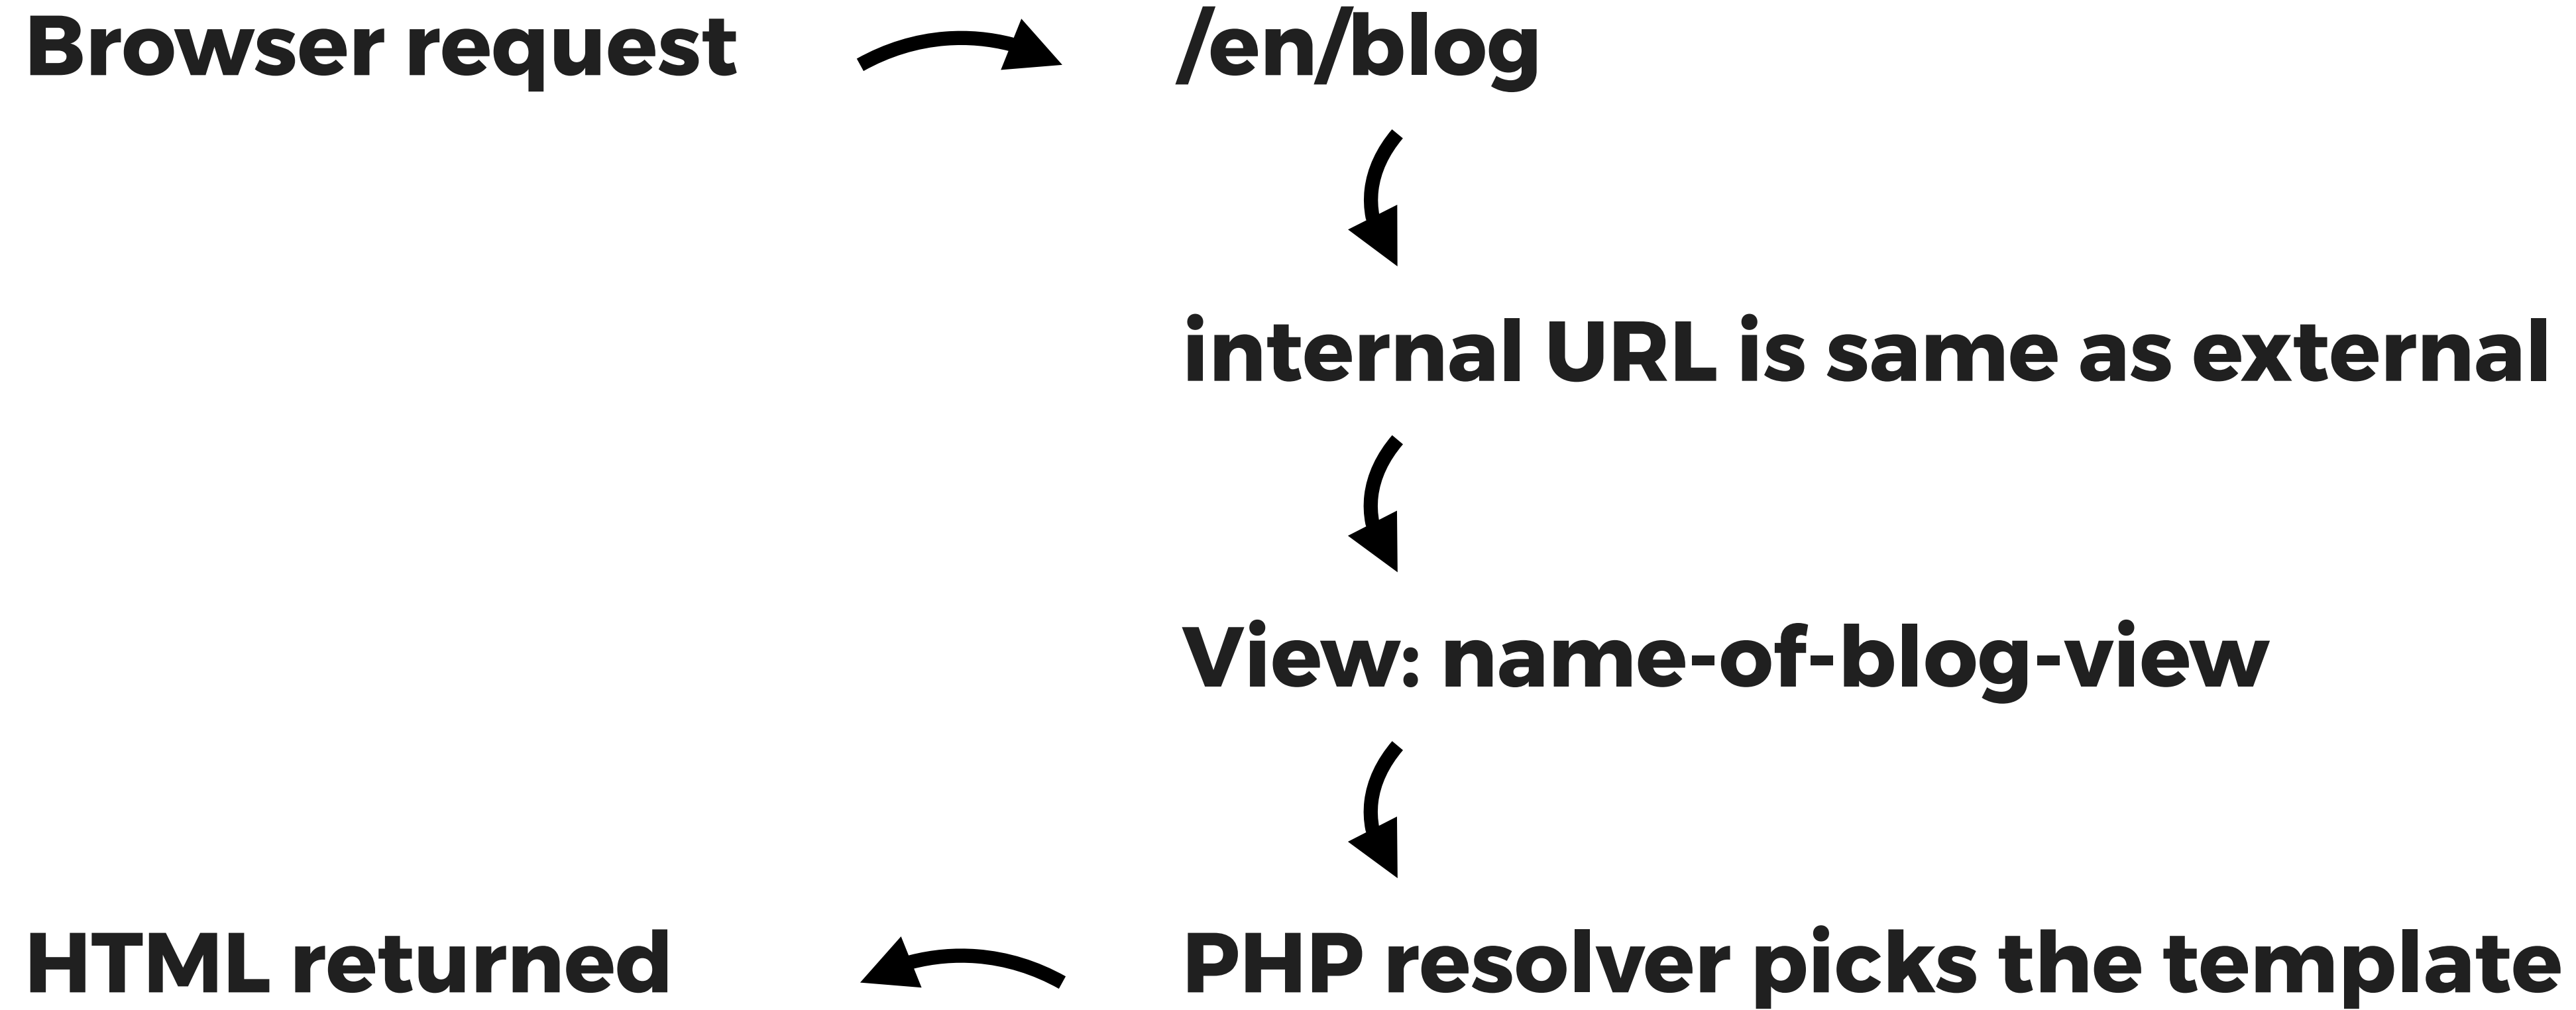 Browser request
/en/blog
internal URL is same as external
View: name-of-blog-view
PHP resolver picks the template
HTML returned